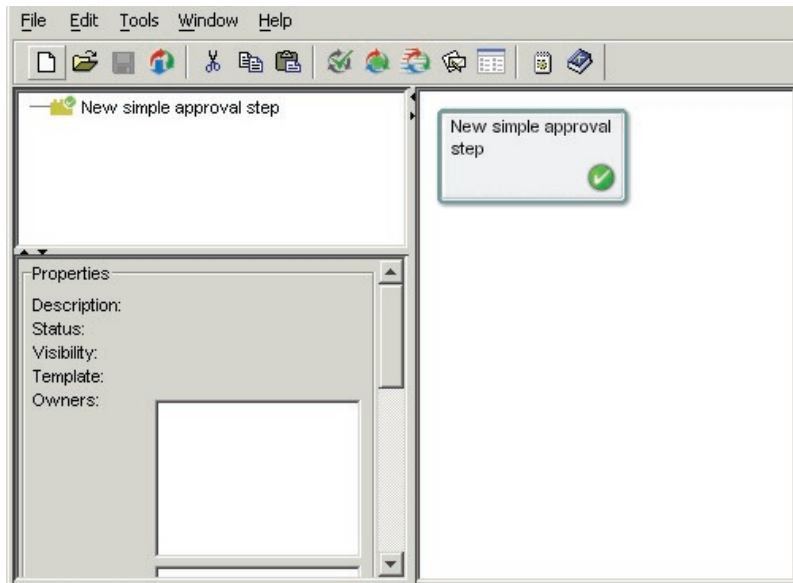 File Edit Tools Window Help
New simple approval step
New simple approval
step
Properties
Description:
Status:
Visibility:
Template:
Owners: